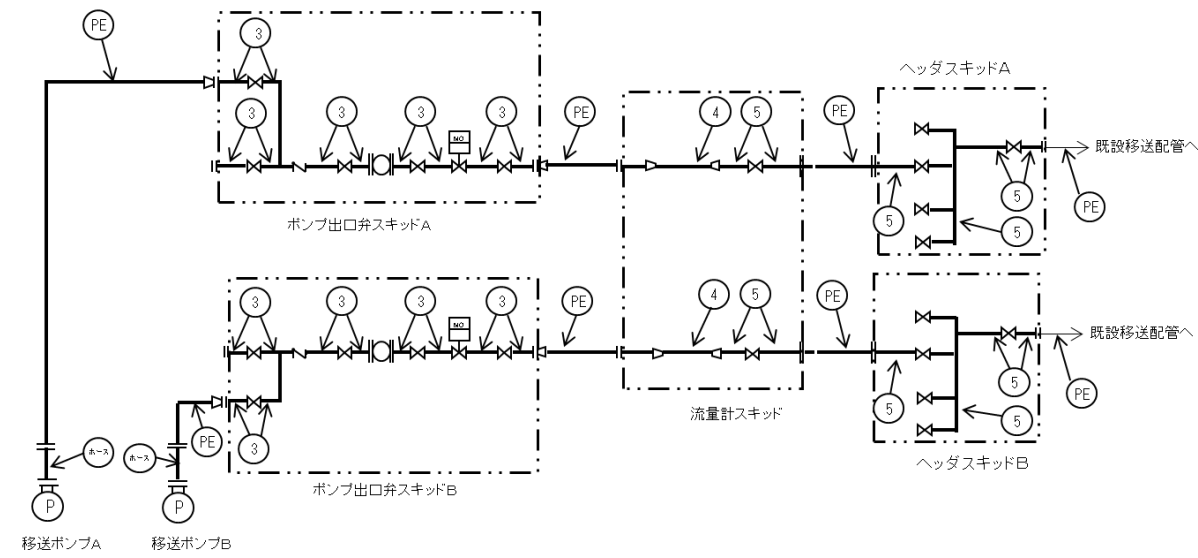 PE
3
3
3
3
MO
3
PE
4
5
PE
ヘッダスキッドA
5
5
5
既設移送配管へ
PE
ポンプ出口弁スキッドA
3
3
3
MO
3
PE
4
5
PE
5
5
5
既設移送配管へ
PE
PE
3
流量計スキッド
ヘッダスキッドB
ポンプ出口弁スキッドB
ホース
ホース
P
P
移送ポンプA
移送ポンプB